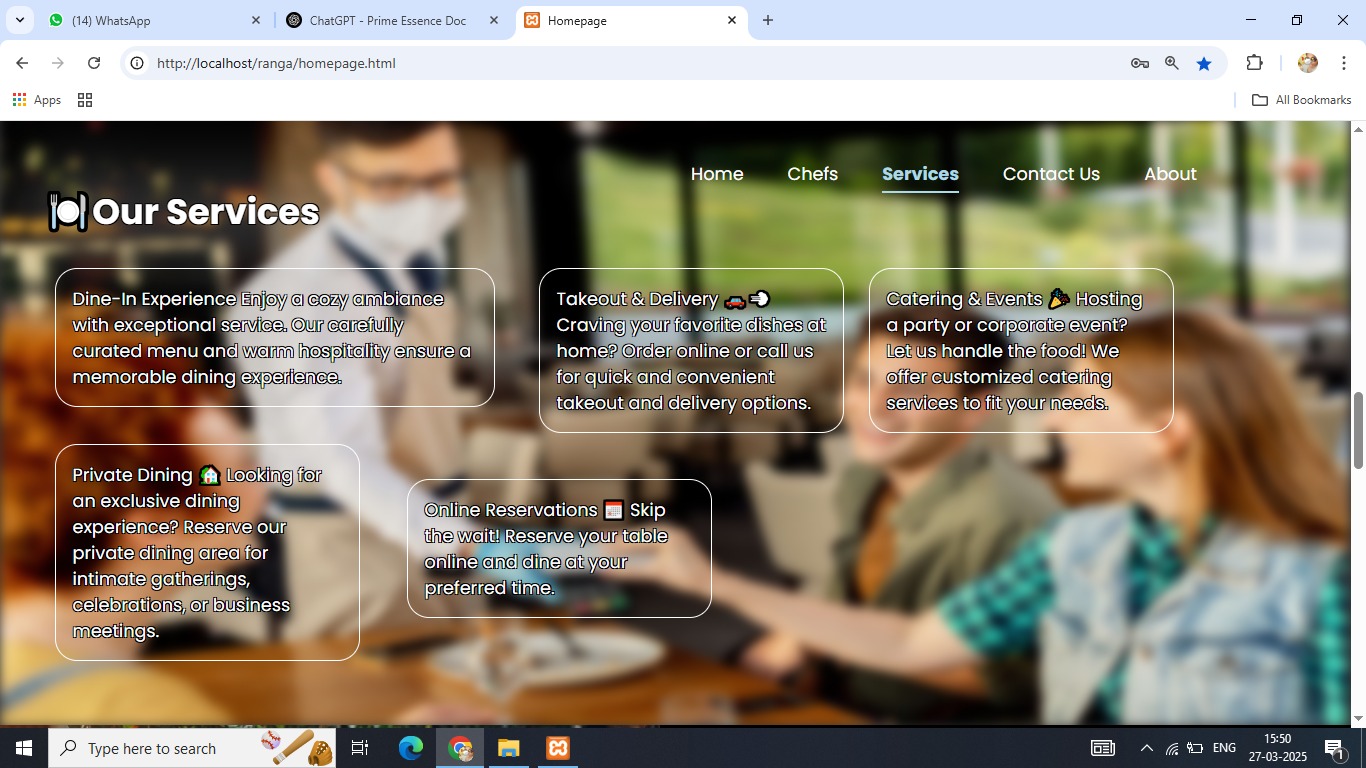 (14) WhatsApp
ChatGPT - Prime Essence Doc
Homepage
http://localhost/ranga/homepage.html
Apps
All Bookmarks
Home Chefs Services Contact Us About
🍽️Our Services
Dine-In Experience Enjoy a cozy ambiance
with exceptional service. Our carefully
curated menu and warm hospitality ensure a
memorable dining experience.
Takeout & Delivery 🚗💨
Craving your favorite dishes at
home? Order online or call us
for quick and convenient
takeout and delivery options.
Catering & Events 🎉 Hosting
a party or corporate event?
Let us handle the food! We
offer customized catering
services to fit your needs.
Private Dining 🏡 Looking for
an exclusive dining
experience? Reserve our
private dining area for
intimate gatherings,
celebrations, or business
meetings.
Online Reservations 📅 Skip
the wait! Reserve your table
online and dine at your
preferred time.
Type here to search
ENG
15:50
27-03-2025
1